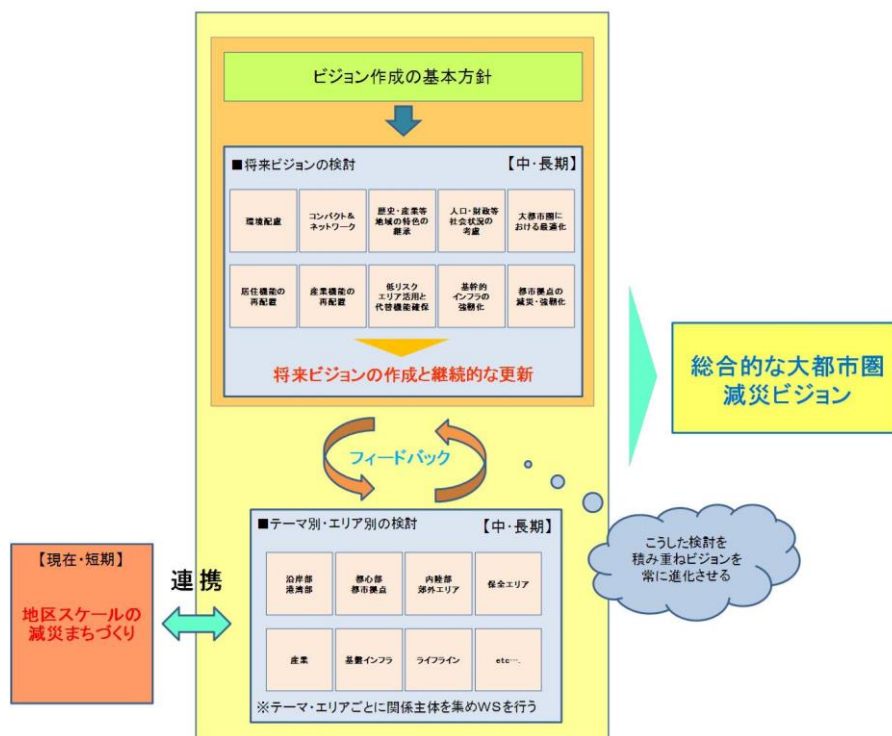 ビジョン作成の基本方針
■将来ビジョンの検討
【中・長期】
環境配慮
コンパクト&
ネットワーク
歴史・産業等
地域の特色の
継承
人口・財政等
社会状況の
考慮
大都市圏に
おける最適化
居住機能の
再配置
産業機能の
再配置
低リスク
エリア活用と
代替機能確保
基幹的
インフラの
強靭化
都市拠点の
減災・強靭化
将来ビジョンの作成と継続的な更新
総合的な大都市圏
減災ビジョン
フィードバック
■テーマ別・エリア別の検討
【中・長期】
沿岸部
港湾部
都心部
都市拠点
内陸部
郊外エリア
保全エリア
産業
基盤インフラ
ライフライン
etc….
※テーマ・エリアごとに関係主体を集めWSを行う
こうした検討を
積み重ねビジョンを
常に進化させる
【現在・短期】
地区スケールの
減災まちづくり
連携